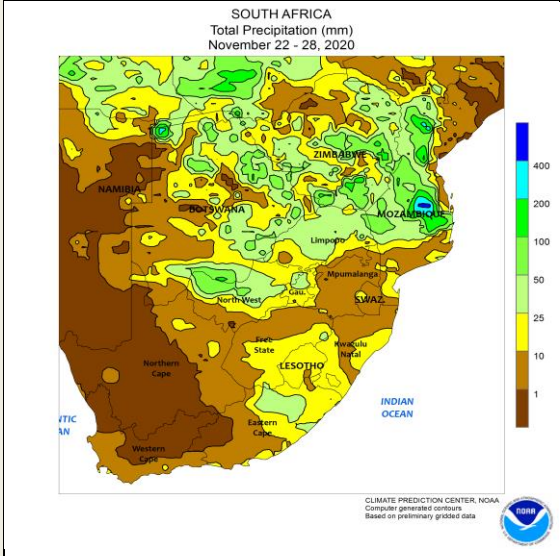 SOUTH AFRICA
Total Precipitation (mm)
November 22 - 28, 2020
ZIMBABWE
NAMIBIA
BOTSWANA
MOZAMBIQUE
Limpopo
Mpumalanga
North West
Gau.
SWAZ.
Free
State
Kwazulu
Natal
Northern
Cape
LESOTHO
INDIAN
OCEAN
NTIC
AN
Eastern
Cape
Western
Cape
400
200
100
50
25
10
1
CLIMATE PREDICTION CENTER, NOAA
Computer generated contours
Based on preliminary gridded data
NOAA